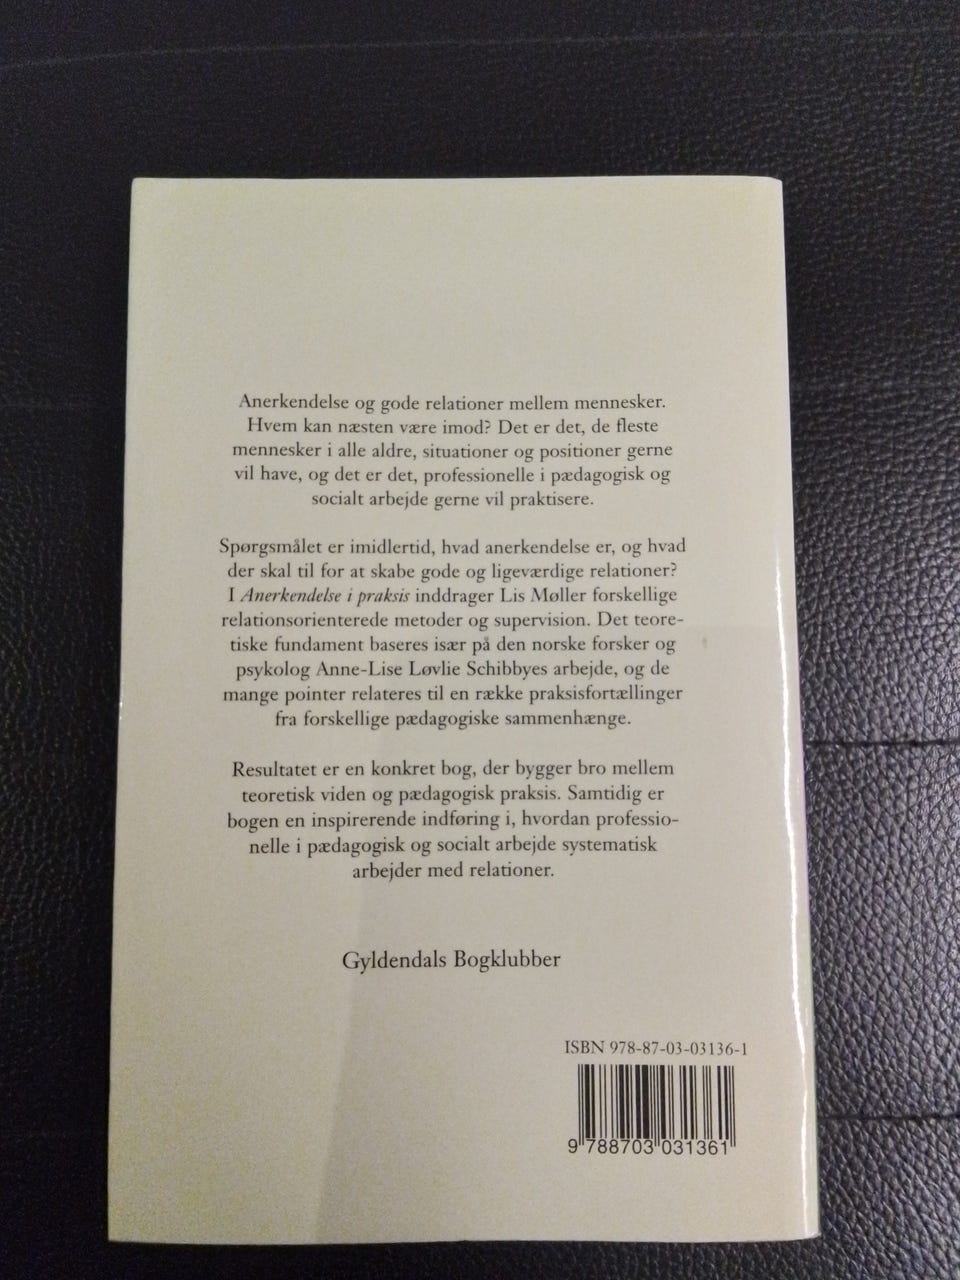 Anerkendelse og gode relationer mellem mennesker.
Hvem kan næsten være imod? Det er det, de fleste
mennesker i alle aldre, situationer og positioner gerne
vil have, og det er det, professionelle i pædagogisk og
socialt arbejde gerne vil praktisere.
Spørgsmålet er imidlertid, hvad anerkendelse er, og hvad
der skal til for at skabe gode og ligeværdige relationer?
I Anerkendelse i praksis inddrager Lis Møller forskellige
relationsorienterede metoder og supervision. Det teore-
tiske fundament baseres især på den norske forsker og
psykolog Anne-Lise Løvlie Schibbyes arbejde, og de
mange pointer relateres til en række praksisfortællinger
fra forskellige pædagogiske sammenhænge.
Resultatet er en konkret bog, der bygger bro mellem
teoretisk viden og pædagogisk praksis. Samtidig er
bogen en inspirerende indføring i, hvordan professio-
nelle i pædagogisk og socialt arbejde systematisk
arbejder med relationer.
Gyldendals Bogklubber
ISBN 978-87-03-03136-1
9 788703 031361